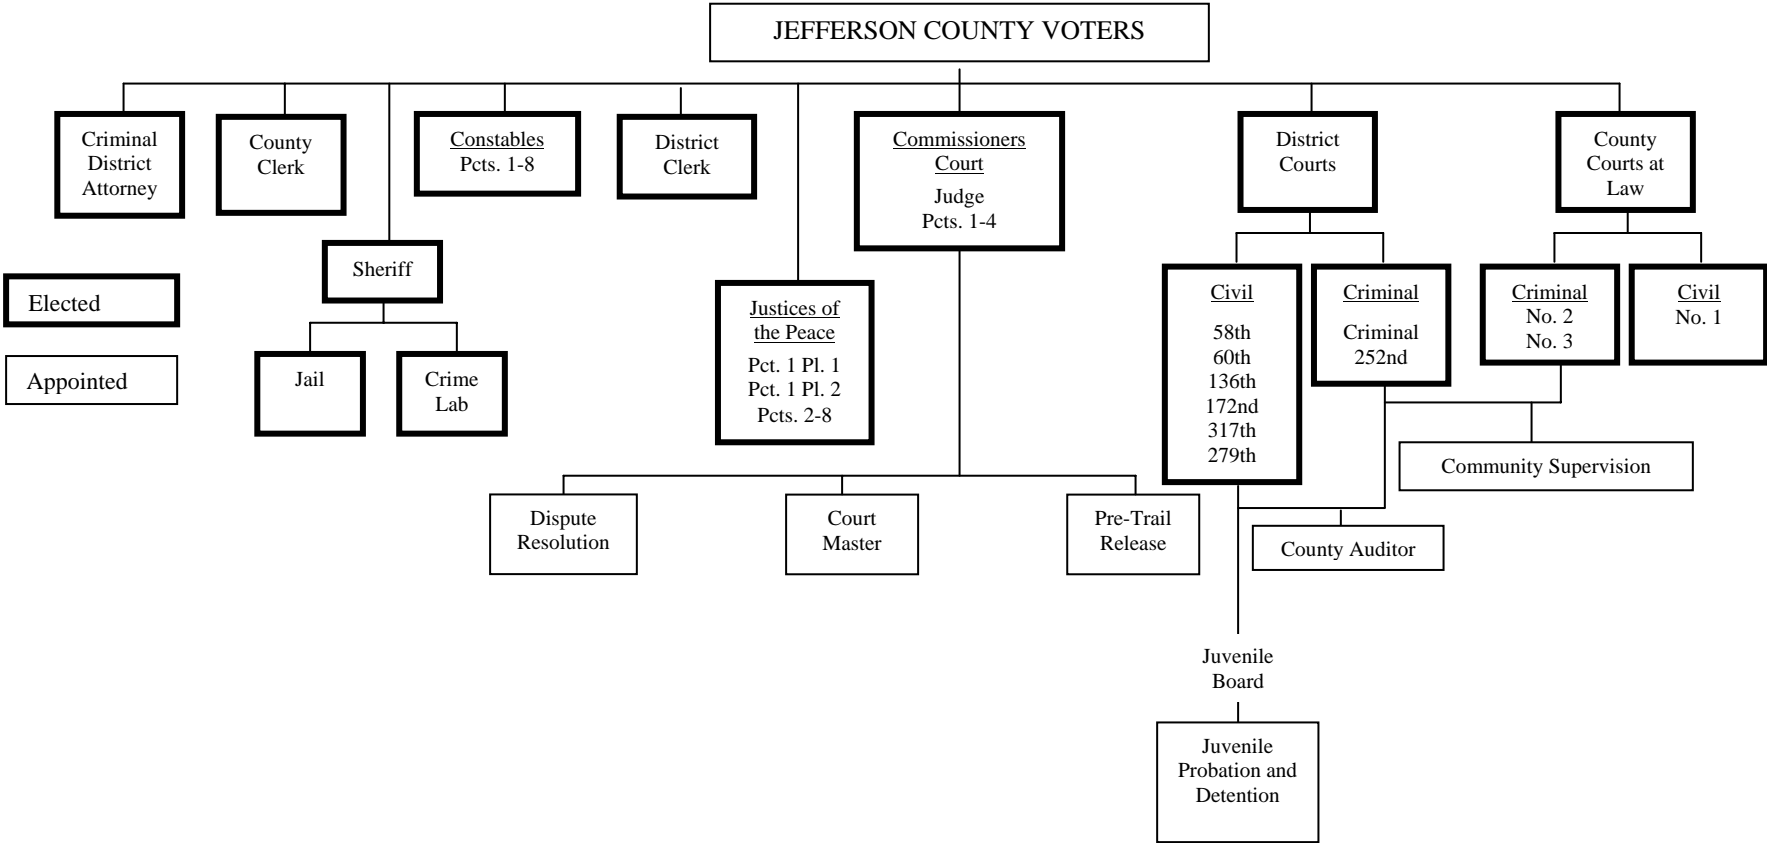 JEFFERSON COUNTY VOTERS
Criminal
District
Attorney
County
Clerk
Constables
Pcts. 1-8
District
Clerk
Commissioners
Court
Judge
Pcts. 1-4
District
Courts
County
Courts at
Law
Sheriff
Elected
Appointed
Jail
Crime
Lab
Justices of
the Peace
Pct. 1 Pl. 1
Pct. 1 Pl. 2
Pcts. 2-8
Civil
58th
60th
136th
172nd
317th
279th
Criminal
Criminal
252nd
Criminal
No. 2
No. 3
Civil
No. 1
Community Supervision
Dispute
Resolution
Court
Master
Pre-Trail
Release
County Auditor
Juvenile
Board
Juvenile
Probation and
Detention